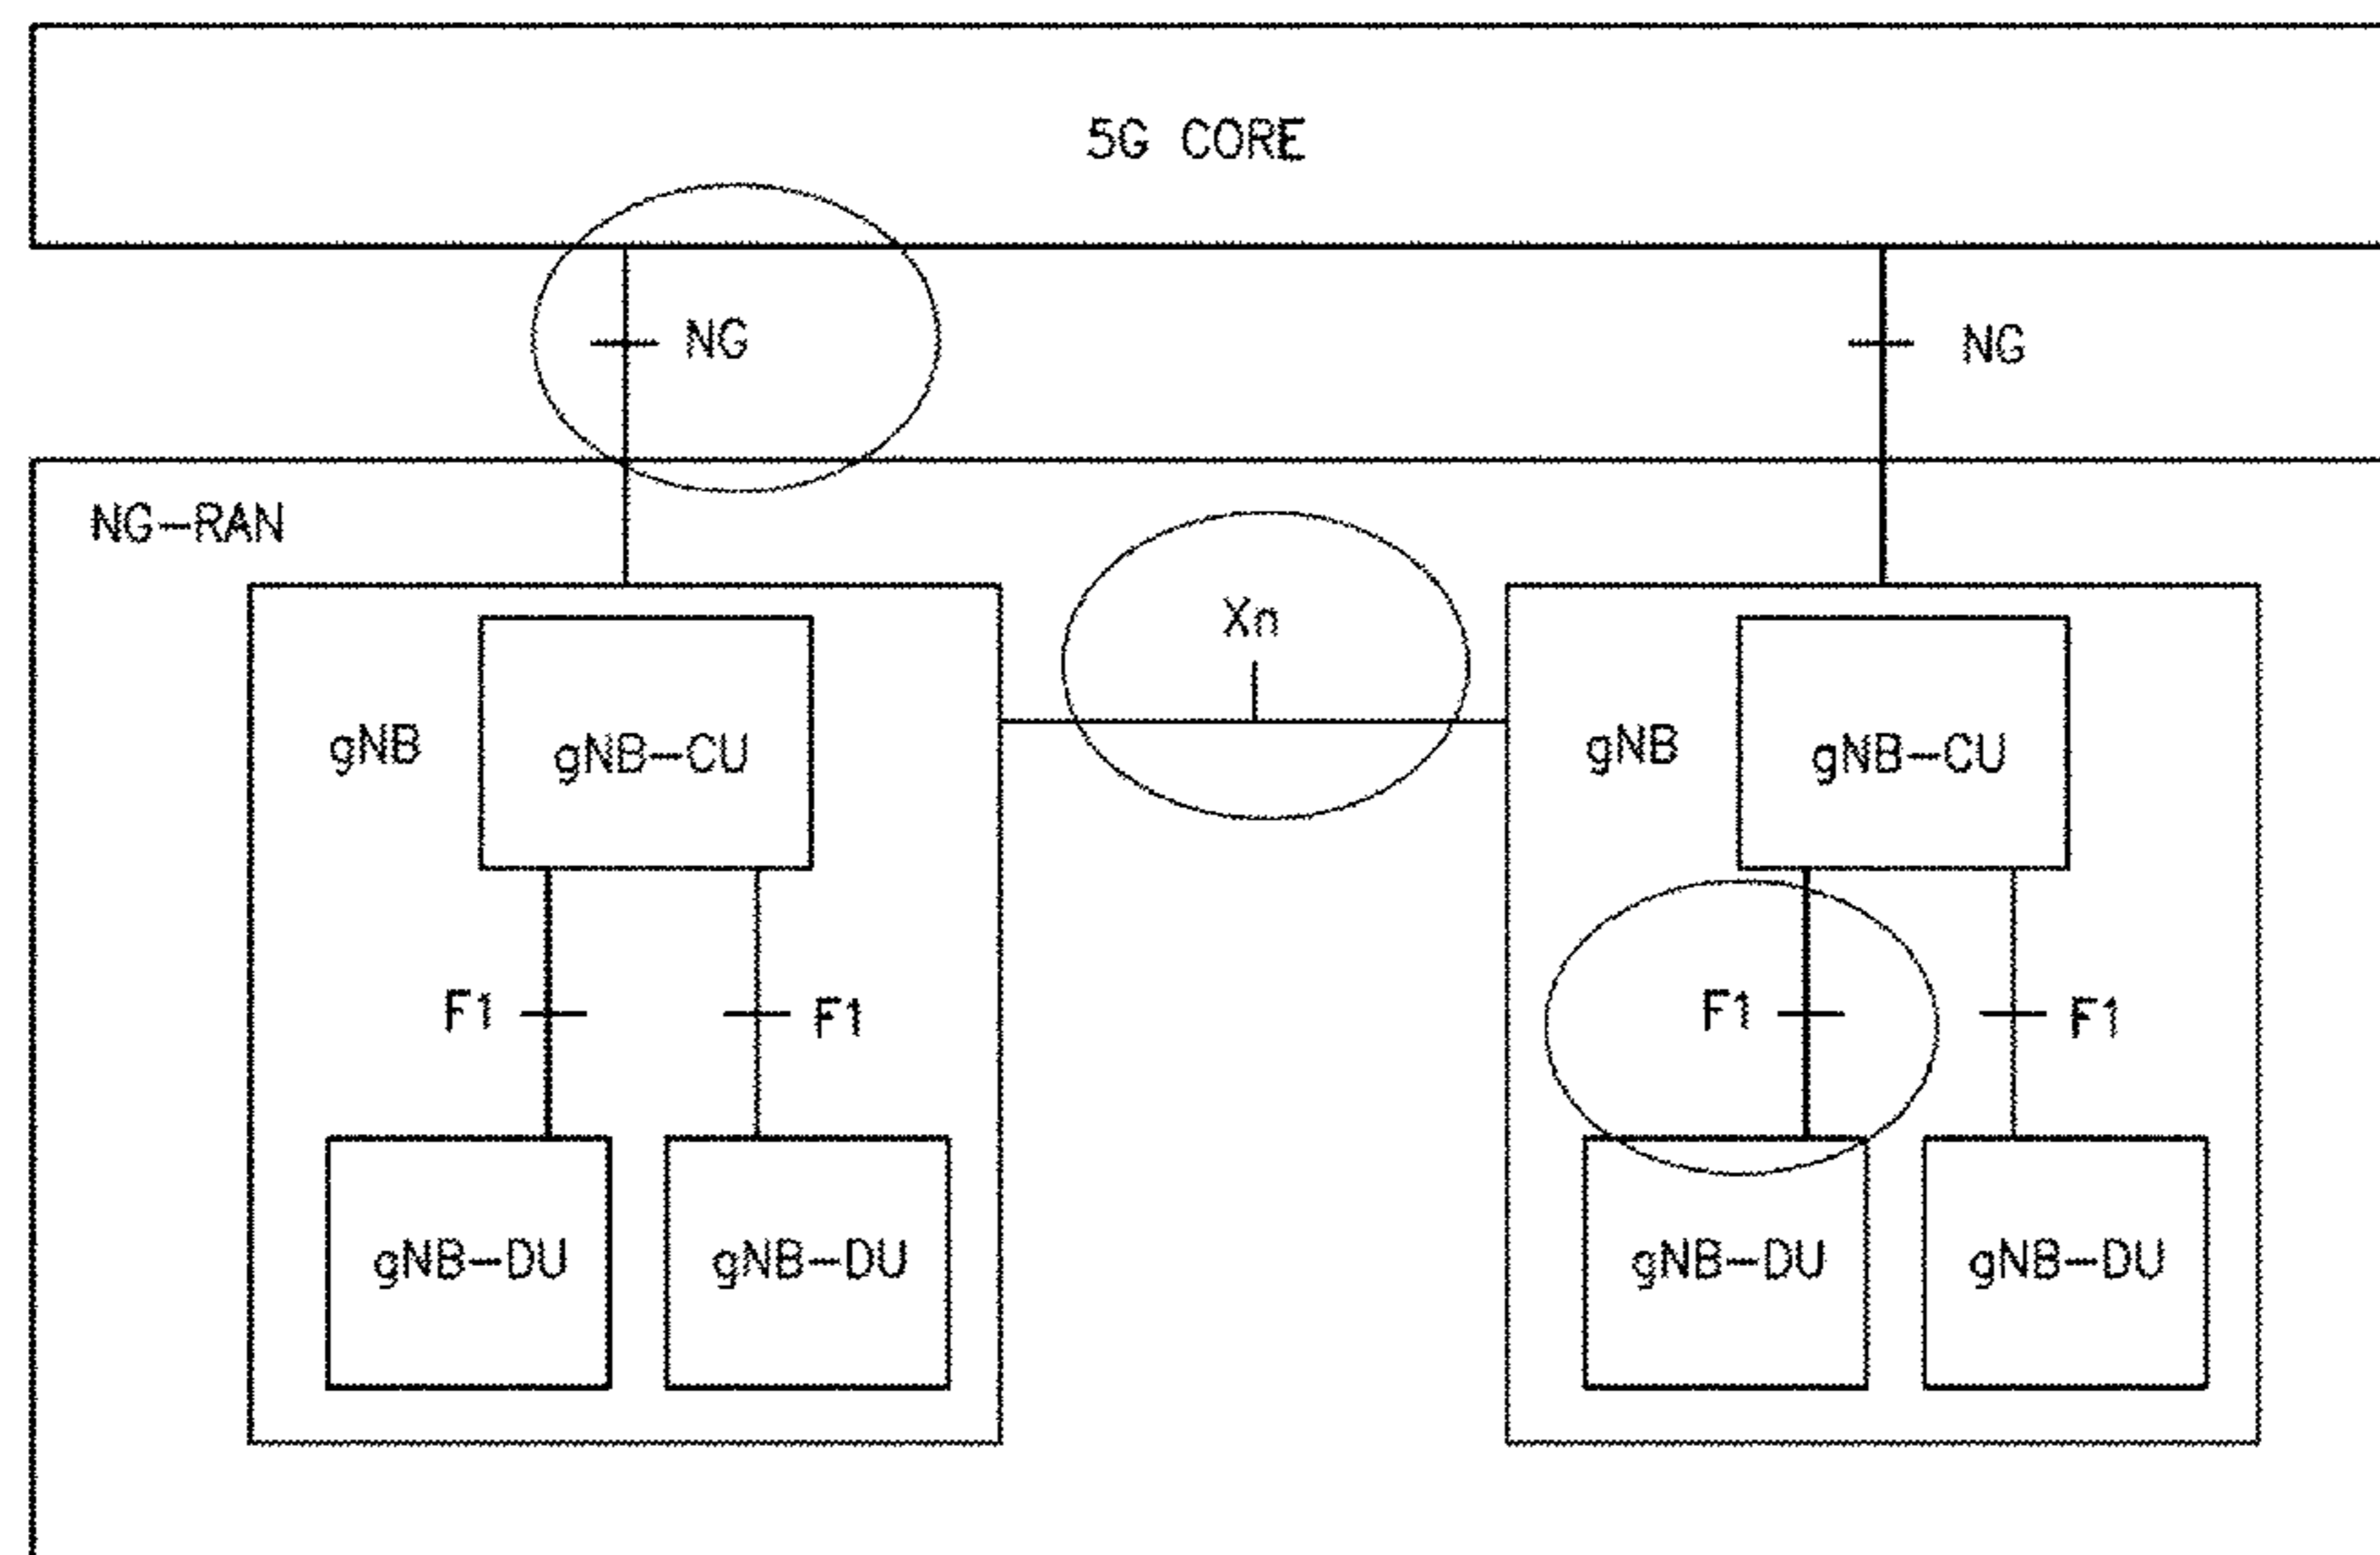 5G CORE
NG
NG
NG-RAN
Xn
gNB
gNB-CU
gNB
gNB-CU
F1
F1
F1
F1
gNB-DU
gNB-DU
gNB-DU
gNB-DU